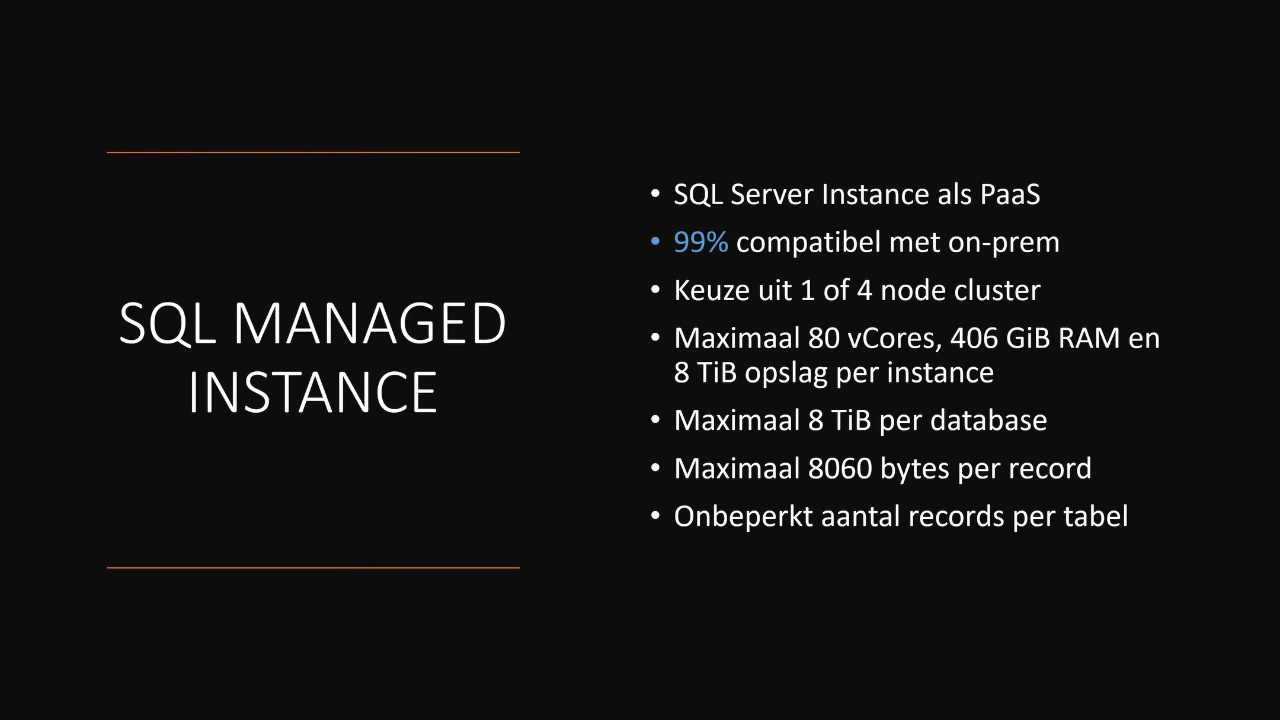 SQL MANAGED
INSTANCE
• SQL Server Instance als PaaS
• 99% compatibel met on-prem
• Keuze uit 1 of 4 node cluster
• Maximaal 80 vCores, 406 GiB RAM en
8 TiB opslag per instance
• Maximaal 8 TiB per database
• Maximaal 8060 bytes per record
• Onbeperkt aantal records per tabel